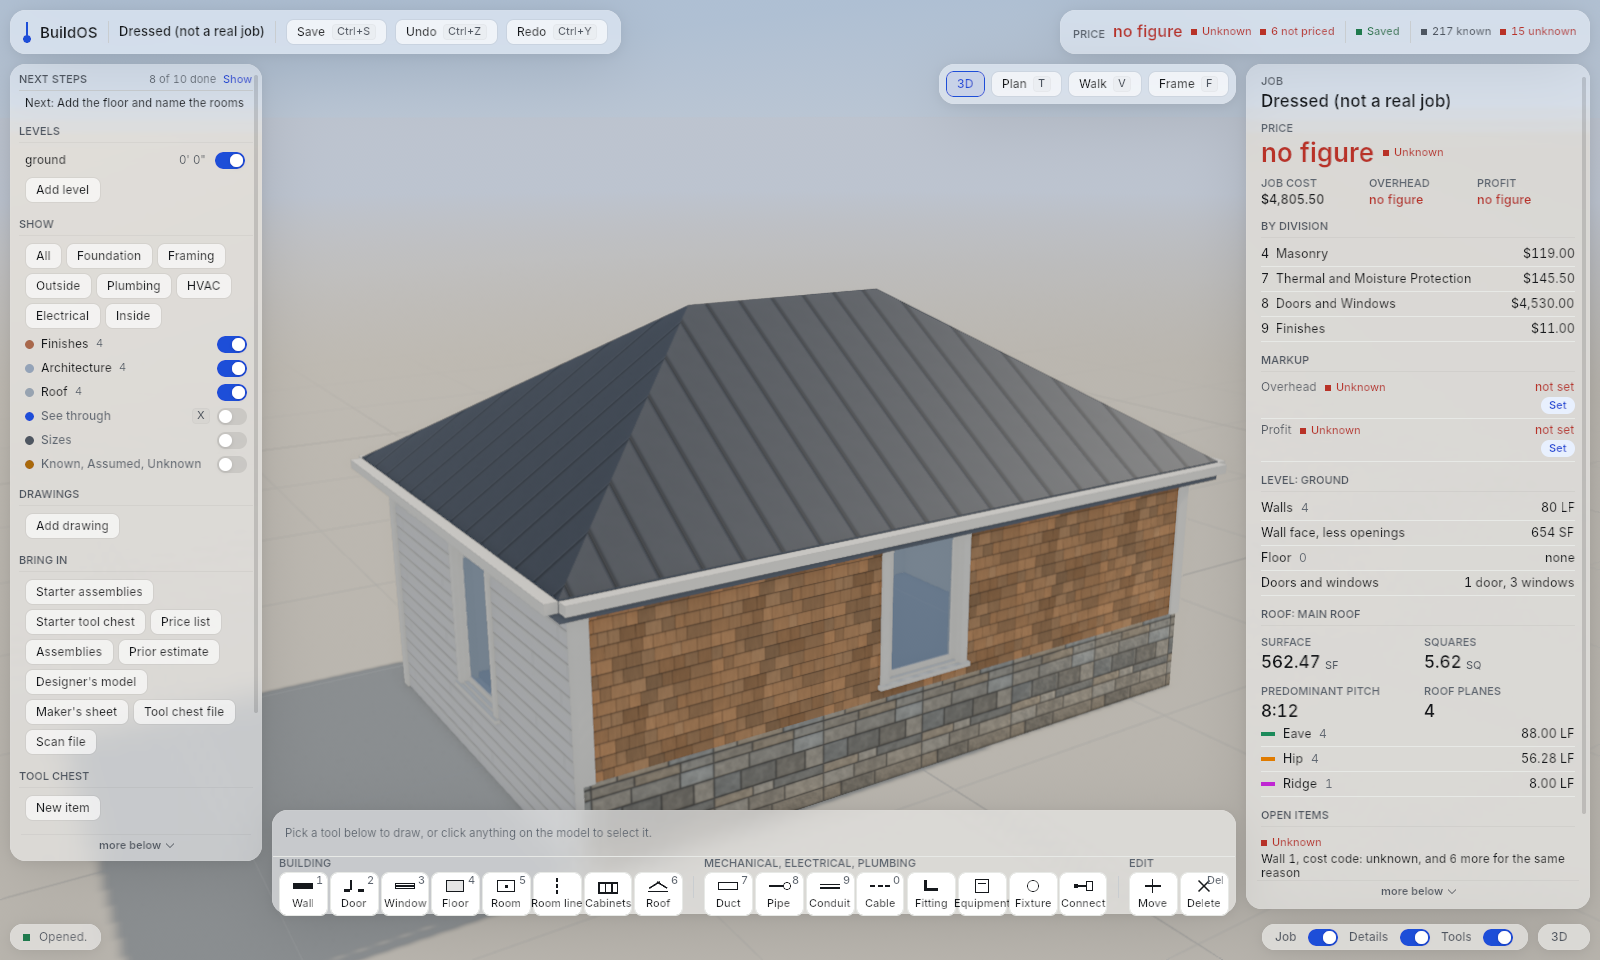 BuildOS
Dressed (not a real job)
Save Ctrl+S
Undo Ctrl+Z
Redo Ctrl+Y
PRICE no figure Unknown 6 not priced Saved 217 known 15 unknown
NEXT STEPS 8 of 10 done Show
Next: Add the floor and name the rooms
LEVELS
ground 0' 0"
Add level
SHOW
All Foundation Framing
Outside Plumbing HVAC
Electrical Inside
Finishes 4
Architecture 4
Roof 4
See through X
Sizes
Known, Assumed, Unknown
DRAWINGS
Add drawing
BRING IN
Starter assemblies
Starter tool chest Price list
Assemblies Prior estimate
Designer's model
Maker's sheet Tool chest file
Scan file
TOOL CHEST
New item
more below
Opened.
3D Plan T Walk V Frame F
Pick a tool below to draw, or click anything on the model to select it.
BUILDING
Wall 1
Door 2
Window 3
Floor 4
Room 5
Room line
Cabinets
Roof 6
MECHANICAL, ELECTRICAL, PLUMBING
Duct 7
Pipe 8
Conduit 9
Cable 0
Fitting
Equipment
Fixture
Connect
EDIT
Move
Delete Del
JOB
Dressed (not a real job)
PRICE
no figure Unknown
JOB COST OVERHEAD PROFIT
$4,805.50 no figure no figure
BY DIVISION
4 Masonry $119.00
7 Thermal and Moisture Protection $145.50
8 Doors and Windows $4,530.00
9 Finishes $11.00
MARKUP
Overhead Unknown not set
Set
Profit Unknown not set
Set
LEVEL: GROUND
Walls 4 80 LF
Wall face, less openings 654 SF
Floor 0 none
Doors and windows 1 door, 3 windows
ROOF: MAIN ROOF
SURFACE SQUARES
562.47 SF 5.62 SQ
PREDOMINANT PITCH ROOF PLANES
8:12 4
Eave 4 88.00 LF
Hip 4 56.28 LF
Ridge 1 8.00 LF
OPEN ITEMS
Unknown
Wall 1, cost code: unknown, and 6 more for the same
reason
more below
Job Details Tools 3D